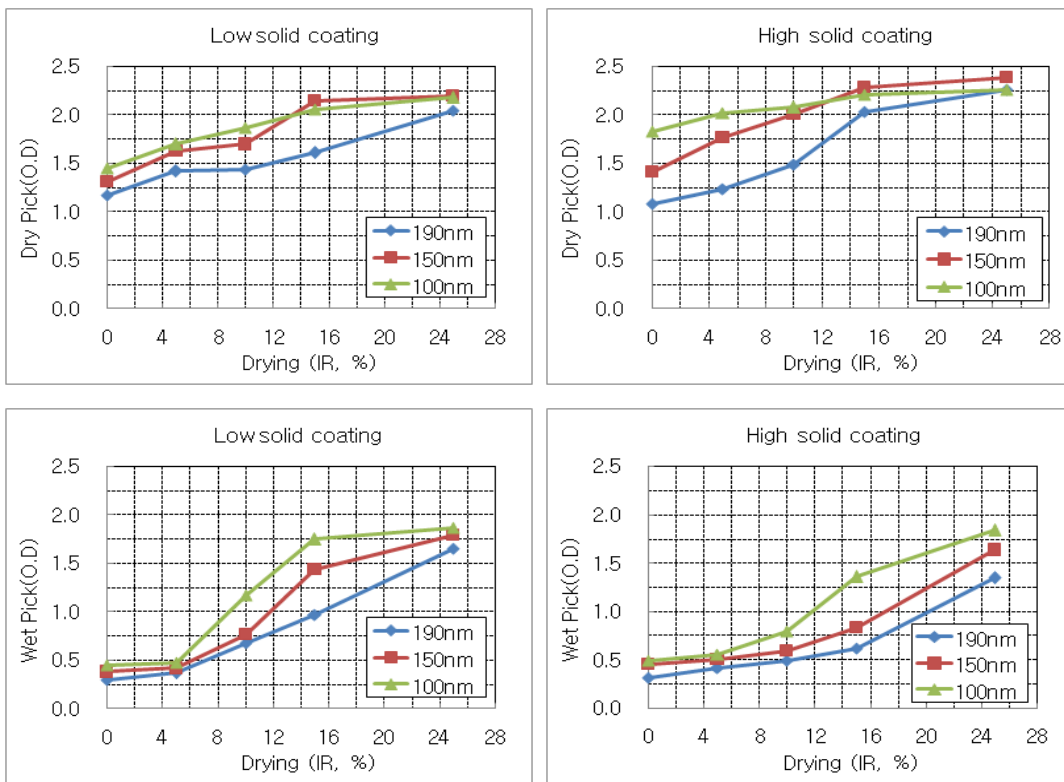 Low solid coating
2.5
2.0
1.5
1.0
0.5
0.0
Dry Pick(O.D)
190nm
150nm
100nm
0 4 8 12 16 20 24 28
Drying (IR, %)
High solid coating
2.5
2.0
1.5
1.0
0.5
0.0
Dry Pick(O.D)
190nm
150nm
100nm
0 4 8 12 16 20 24 28
Drying (IR, %)
Low solid coating
2.5
2.0
1.5
1.0
0.5
0.0
Wet Pick(O.D)
190nm
150nm
100nm
0 4 8 12 16 20 24 28
Drying (IR, %)
High solid coating
2.5
2.0
1.5
1.0
0.5
0.0
Wet Pick(O.D)
190nm
150nm
100nm
0 4 8 12 16 20 24 28
Drying (IR, %)